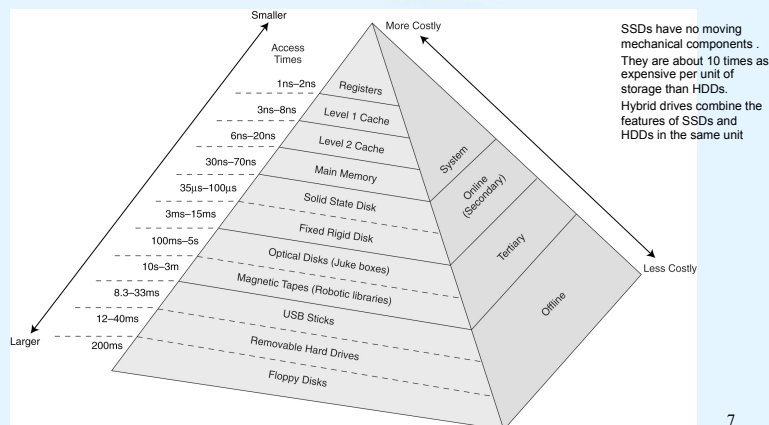 Smaller
More Costly
Access
Times
1ns–2ns
Registers
3ns–8ns
Level 1 Cache
6ns–20ns
Level 2 Cache
30ns–70ns
Main Memory
35µs–100µs
Solid State Disk
3ms–15ms
Fixed Rigid Disk
100ms–5s
Optical Disks (Juke boxes)
10s–3m
Magnetic Tapes (Robotic libraries)
8.3–33ms
USB Sticks
12–40ms
Removable Hard Drives
200ms
Floppy Disks
Larger
System
Online
(Secondary)
Tertiary
Offline
Less Costly
SSDs have no moving
mechanical components .
They are about 10 times as
expensive per unit of
storage than HDDs.
Hybrid drives combine the
features of SSDs and
HDDs in the same unit
7